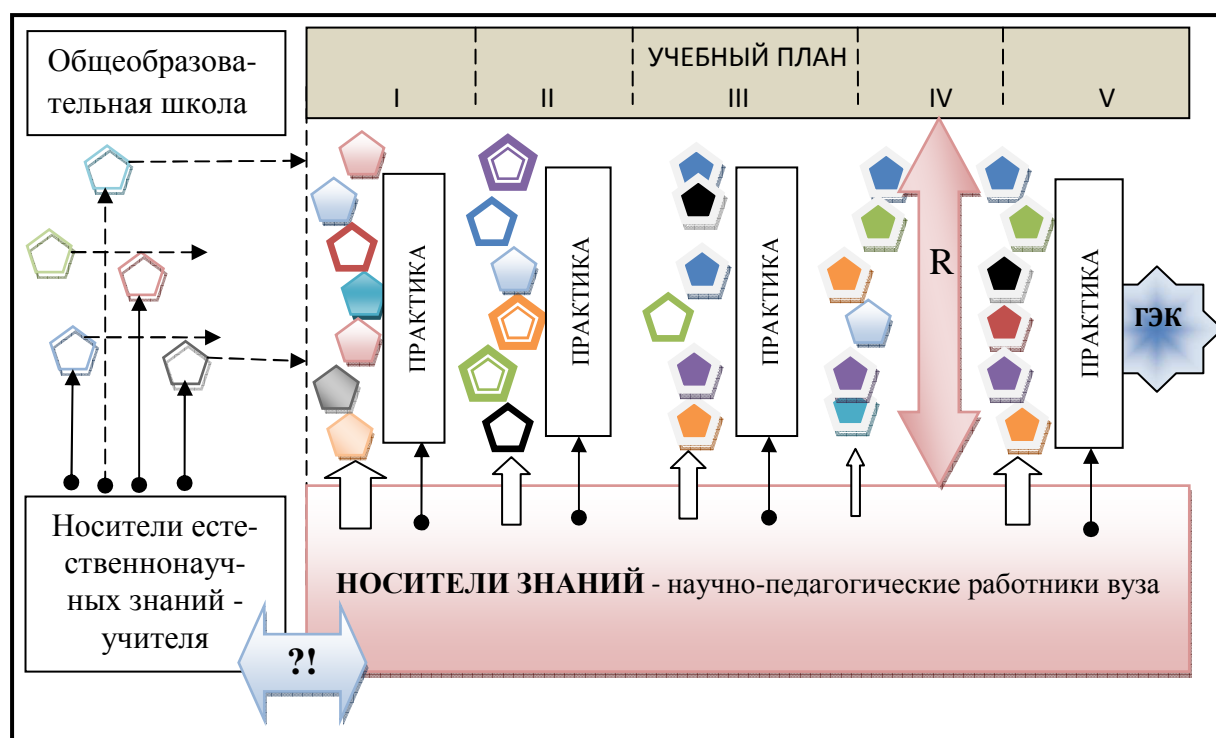 Общеобразова-
тельная школа
УЧЕБНЫЙ ПЛАН
I II III IV V
ПРАКТИКА
ПРАКТИКА
ПРАКТИКА
R
ПРАКТИКА
ГЭК
Носители есте-
ственнонауч-
ных знаний -
учителя
НОСИТЕЛИ ЗНАНИЙ - научно-педагогические работники вуза
?!